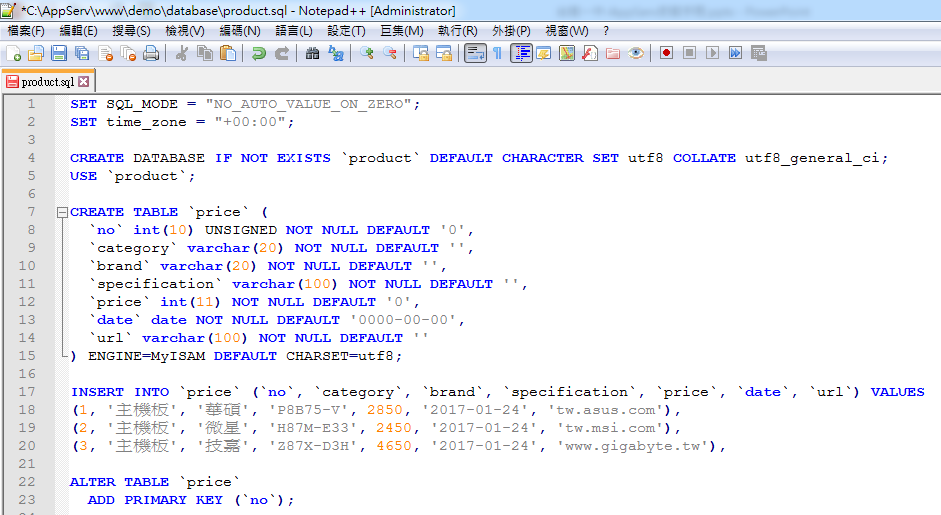 *C:\AppServ\www\demo\database\product.sql - Notepad++ [Administrator]
檔案(F) 編輯(E) 搜尋(S) 檢視(V) 編碼(N) 語言(L) 設定(T) 巨集(M) 執行(R) 外掛(P) 視窗(W) ?
product.sql
1 SET SQL_MODE = "NO_AUTO_VALUE_ON_ZERO";
2 SET time_zone = "+00:00";
3
4 CREATE DATABASE IF NOT EXISTS `product` DEFAULT CHARACTER SET utf8 COLLATE utf8_general_ci;
5 USE `product`;
6
7 CREATE TABLE `price` (
8 `no` int(10) UNSIGNED NOT NULL DEFAULT '0',
9 `category` varchar(20) NOT NULL DEFAULT '',
10 `brand` varchar(20) NOT NULL DEFAULT '',
11 `specification` varchar(100) NOT NULL DEFAULT '',
12 `price` int(11) NOT NULL DEFAULT '0',
13 `date` date NOT NULL DEFAULT '0000-00-00',
14 `url` varchar(100) NOT NULL DEFAULT ''
15 ) ENGINE=MyISAM DEFAULT CHARSET=utf8;
16
17 INSERT INTO `price` (`no`, `category`, `brand`, `specification`, `price`, `date`, `url`) VALUES
18 (1, '主機板', '華碩', 'P8B75-V', 2850, '2017-01-24', 'tw.asus.com'),
19 (2, '主機板', '微星', 'H87M-E33', 2450, '2017-01-24', 'tw.msi.com'),
20 (3, '主機板', '技嘉', 'Z87X-D3H', 4650, '2017-01-24', 'www.gigabyte.tw'),
21
22 ALTER TABLE `price`
23 ADD PRIMARY KEY (`no`);